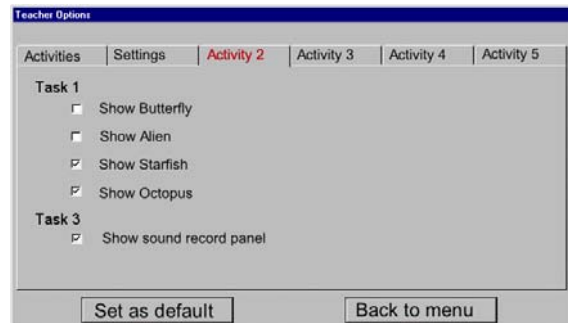 Teacher Options
Activities Settings Activity 2 Activity 3 Activity 4 Activity 5
Task 1
Show Butterfly
Show Alien
Show Starfish
Show Octopus
Task 3
Show sound record panel
Set as default Back to menu